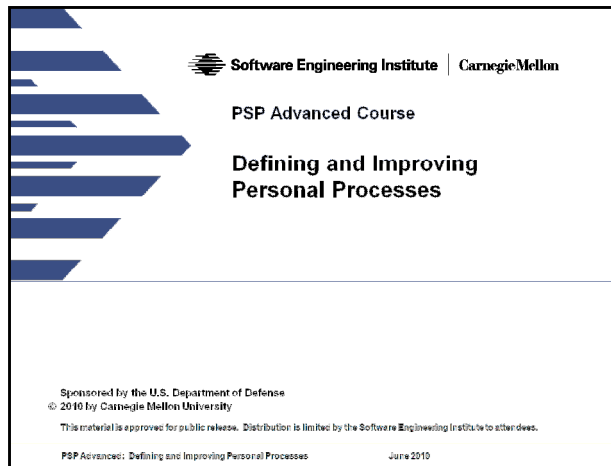 Software Engineering Institute | CarnegieMellon
PSP Advanced Course
Defining and Improving
Personal Processes
Sponsored by the U.S. Department of Defense
© 2010 by Carnegie Mellon University
This material is approved for public release. Distribution is limited by the Software Engineering Institute to attendees.
PSP Advanced: Defining and Improving Personal Processes June 2010